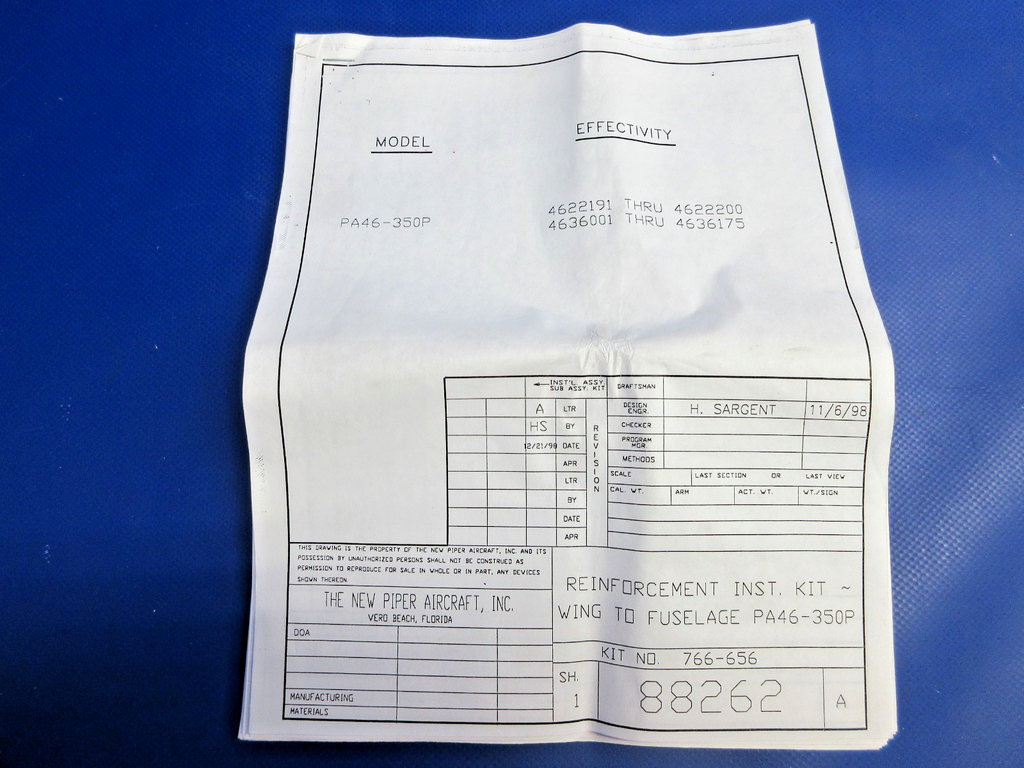 MODEL
EFFECTIVITY
PA46-350P
4622191 THRU 4622200
4636001 THRU 4636175
INST'L. ASSY.
SUB ASSY. KIT
DRAFTSMAN
A LTR
HS BY
12/21/98 DATE
APR
LTR
BY
DATE
APR
REVISION
DESIGN ENGR. H. SARGENT 11/6/98
CHECKER
PROGRAM MGR.
METHODS
SCALE LAST SECTION OR LAST VIEW
CAL. WT. ARM ACT. WT. WT./SIGN
THIS DRAWING IS THE PROPERTY OF THE NEW PIPER AIRCRAFT, INC. AND ITS
POSSESSION BY UNAUTHORIZED PERSONS SHALL NOT BE CONSTRUED AS
PERMISSION TO REPRODUCE FOR SALE IN WHOLE OR IN PART, ANY DEVICES
SHOWN THEREON.
THE NEW PIPER AIRCRAFT, INC.
VERO BEACH, FLORIDA
DOA
MANUFACTURING
MATERIALS
REINFORCEMENT INST. KIT ~
WING TO FUSELAGE PA46-350P
KIT NO. 766-656
SH.
1
88262
A